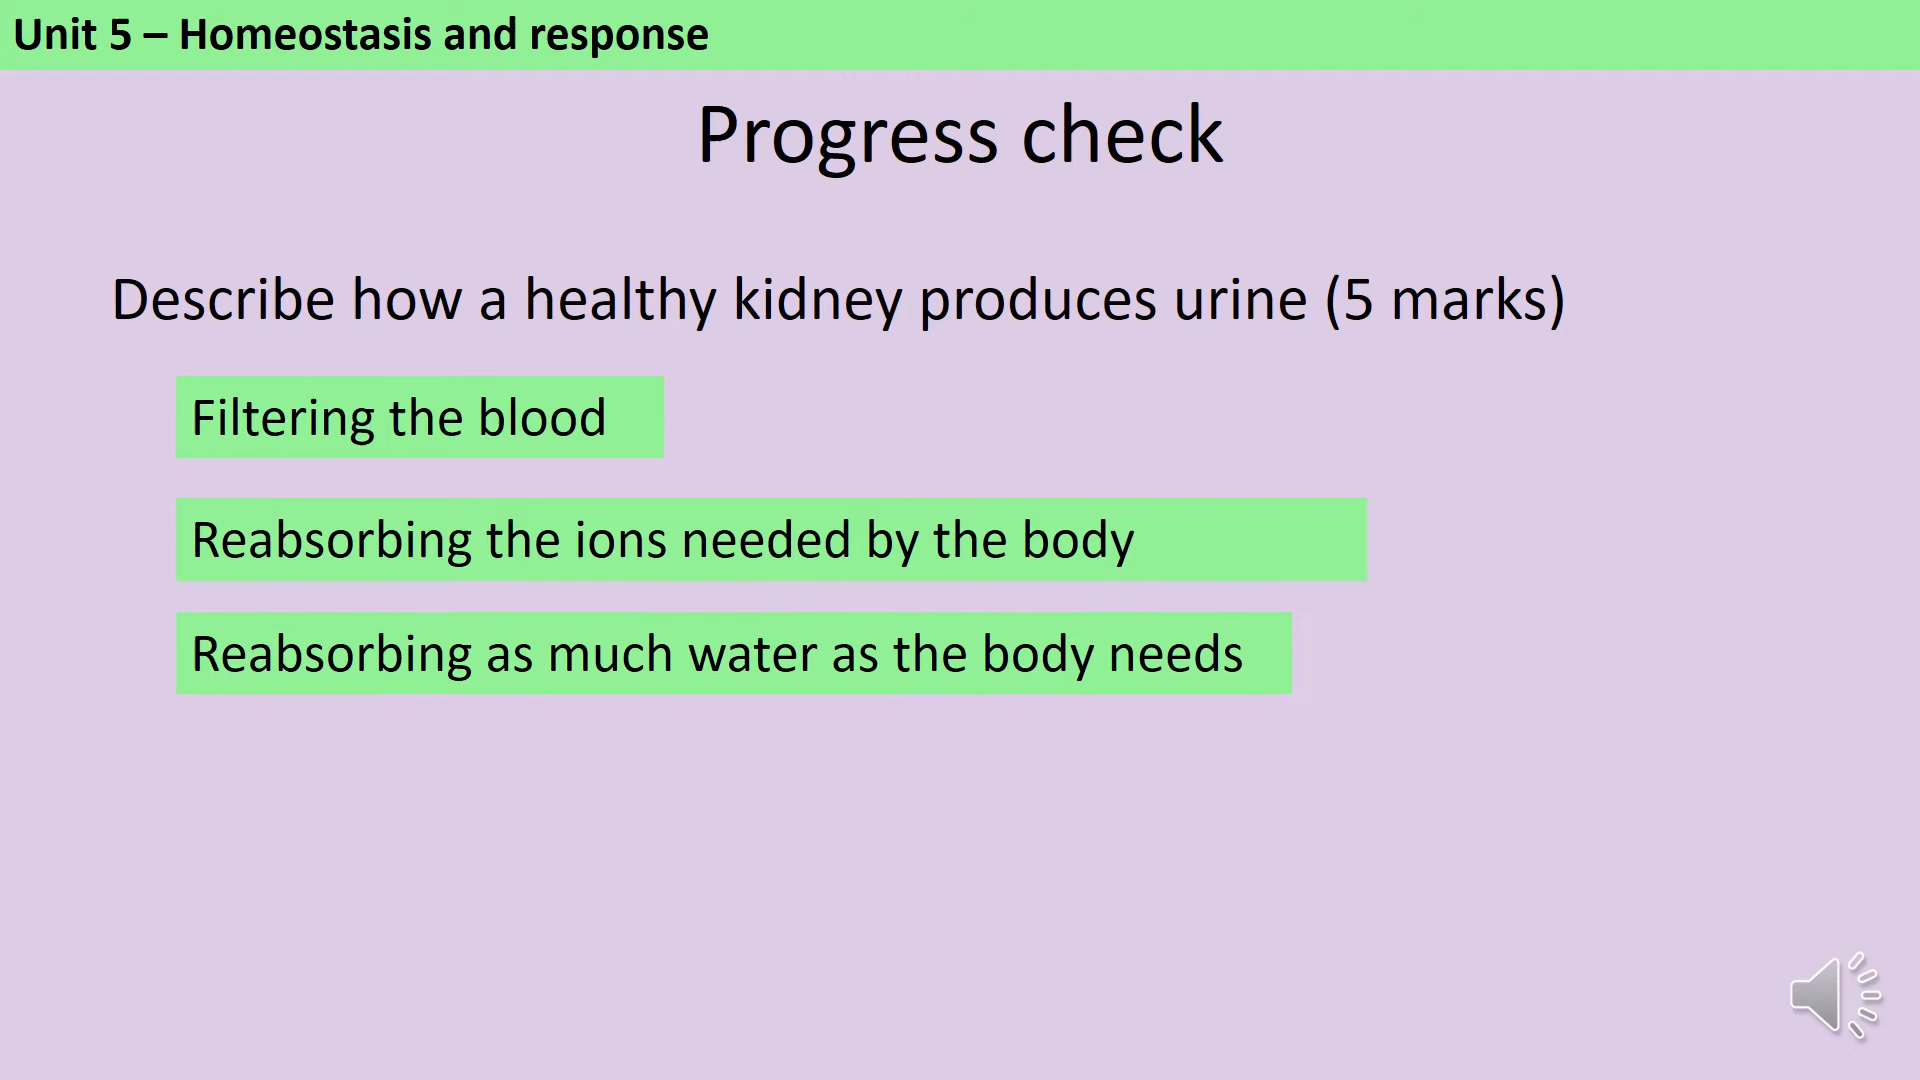 Unit 5 – Homeostasis and response
Progress check
Describe how a healthy kidney produces urine (5 marks)
Filtering the blood
Reabsorbing the ions needed by the body
Reabsorbing as much water as the body needs